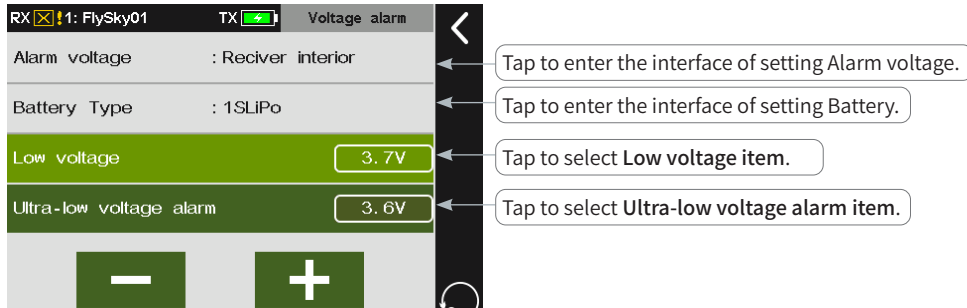 RX !1: FlySky01 TX Voltage alarm
Alarm voltage : Reciver interior
Tap to enter the interface of setting Alarm voltage.
Battery Type : 1SLiPo
Tap to enter the interface of setting Battery.
Low voltage 3.7V
Tap to select Low voltage item.
Ultra-low voltage alarm 3.6V
Tap to select Ultra-low voltage alarm item.